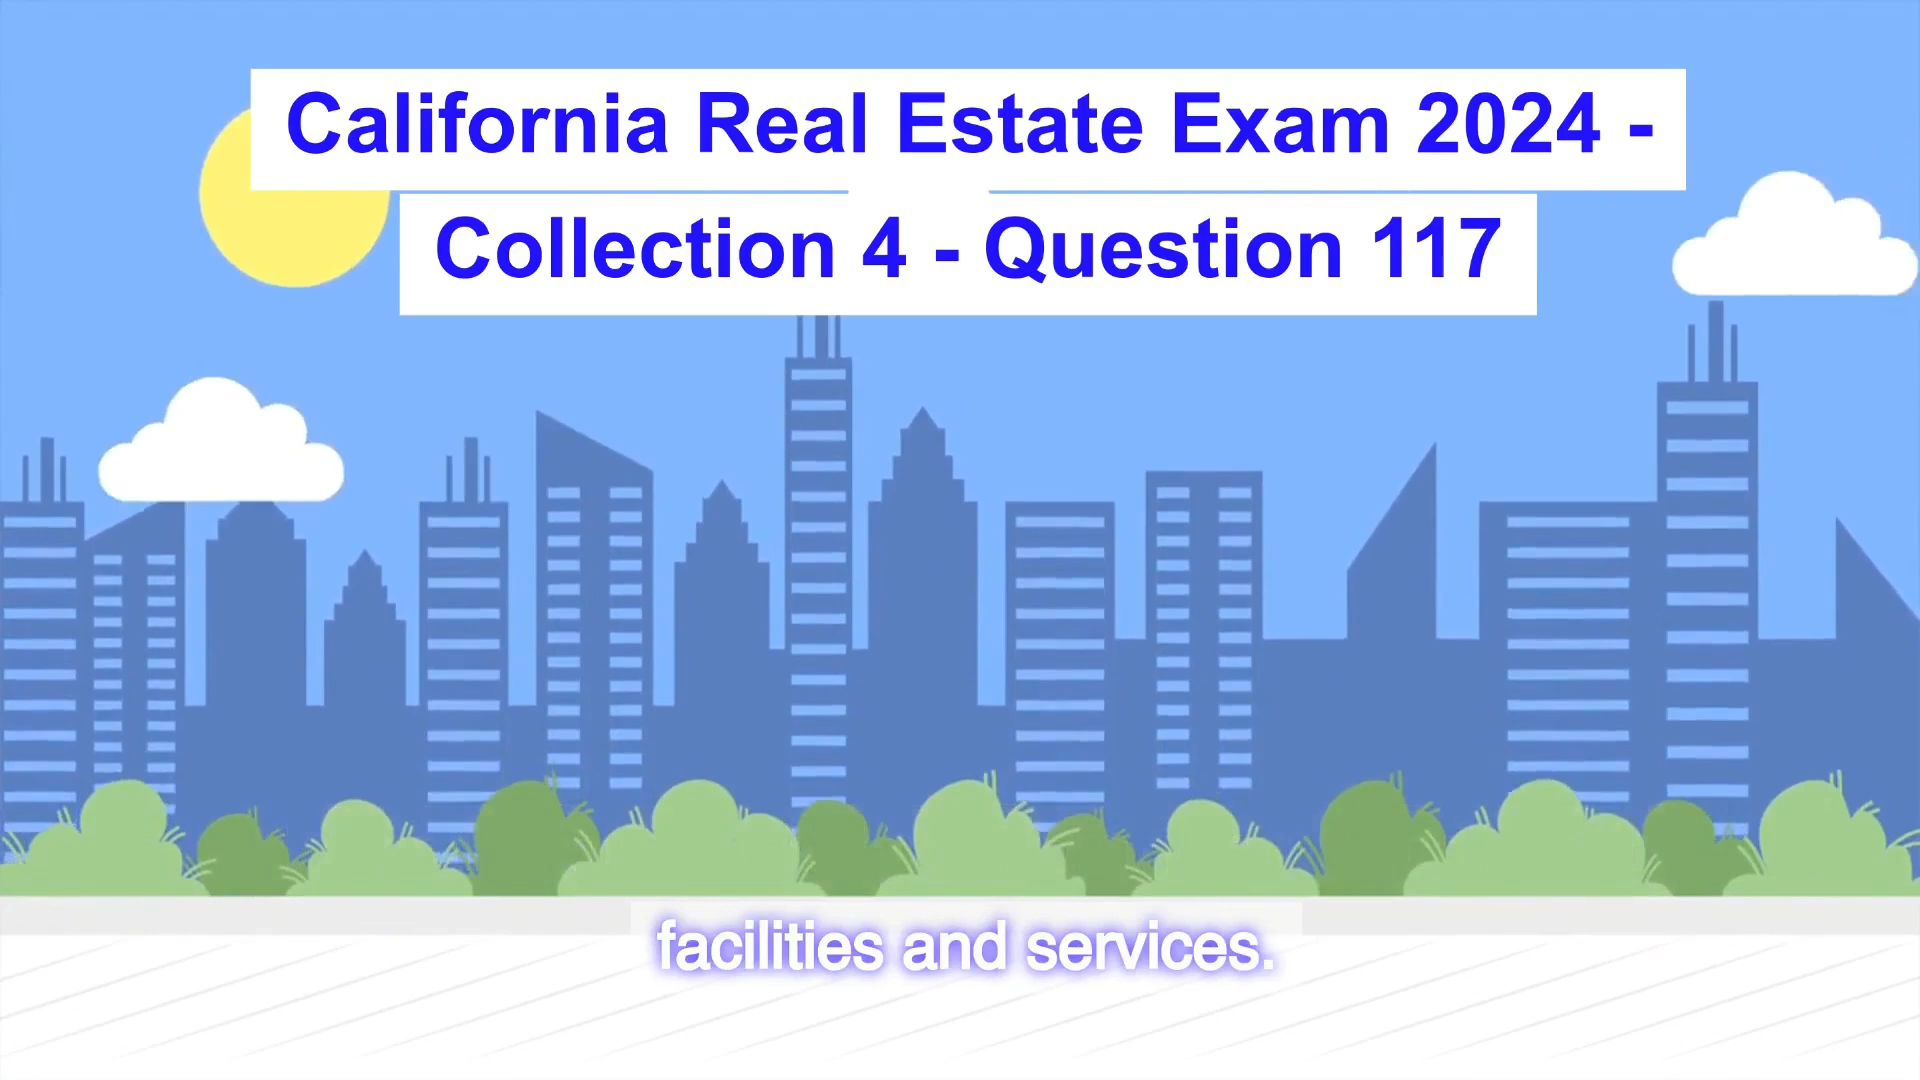 California Real Estate Exam 2024 -
Collection 4 - Question 117
facilities and services.